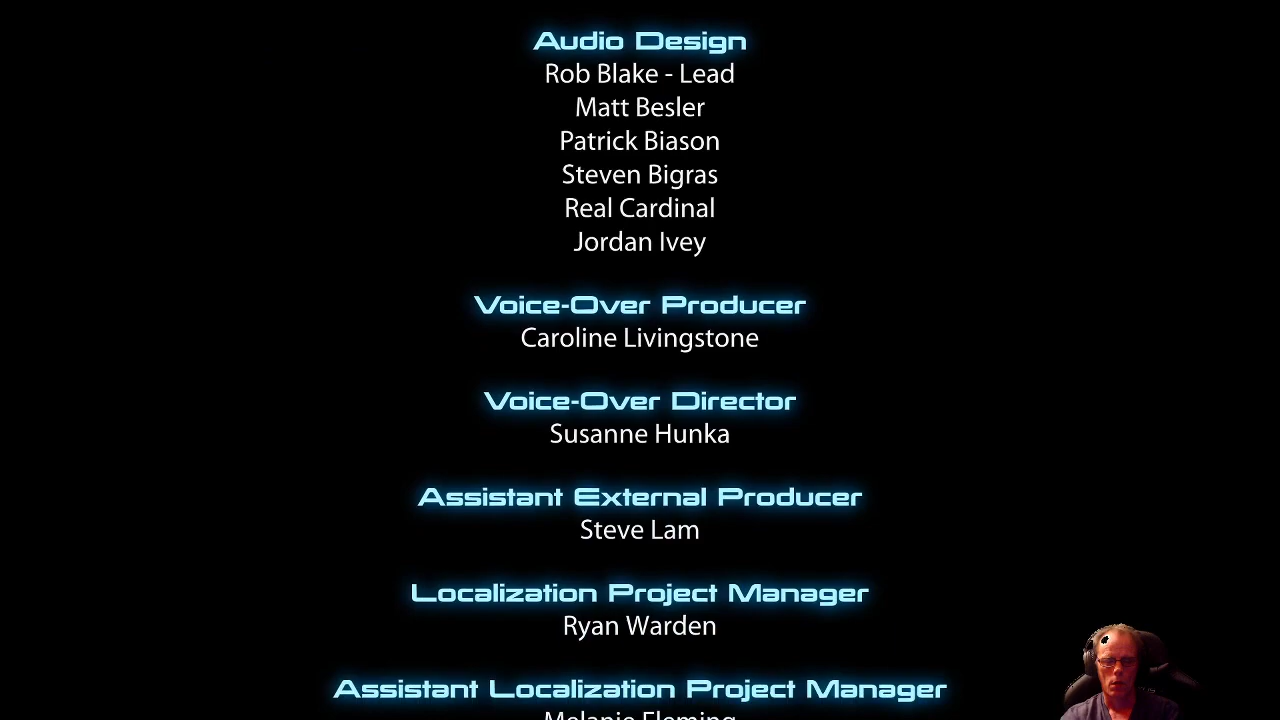 Audio Design
Rob Blake - Lead
Matt Besler
Patrick Biason
Steven Bigras
Real Cardinal
Jordan Ivey
Voice-Over Producer
Caroline Livingstone
Voice-Over Director
Susanne Hunka
Assistant External Producer
Steve Lam
Localization Project Manager
Ryan Warden
Assistant Localization Project Manager
Melanie Fleming